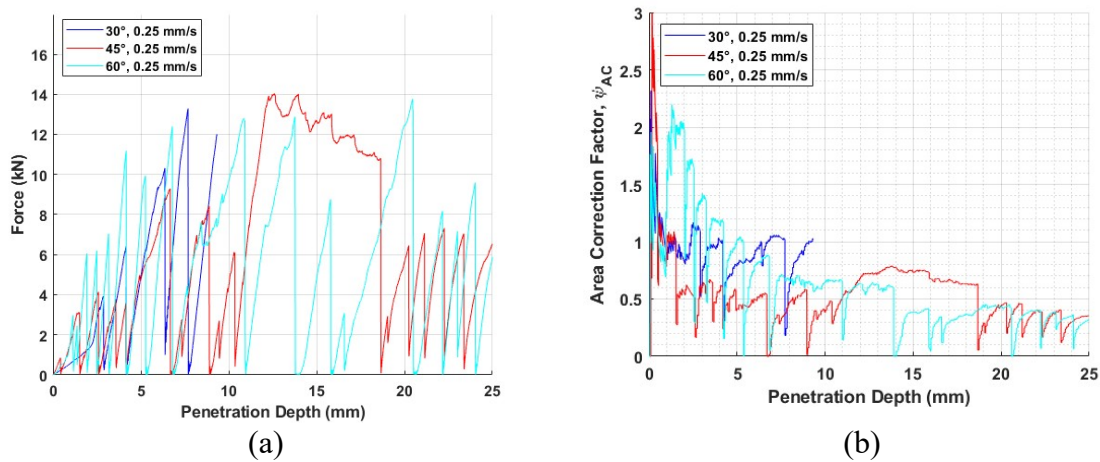 18
16
14
12
10
8
6
4
2
0
Force (kN)
30°, 0.25 mm/s
45°, 0.25 mm/s
60°, 0.25 mm/s
0 5 10 15 20 25
Penetration Depth (mm)
(a)
3
2.5
2
1.5
1
0.5
0
Area Correction Factor, ψ_AC
30°, 0.25 mm/s
45°, 0.25 mm/s
60°, 0.25 mm/s
0 5 10 15 20 25
Penetration Depth (mm)
(b)